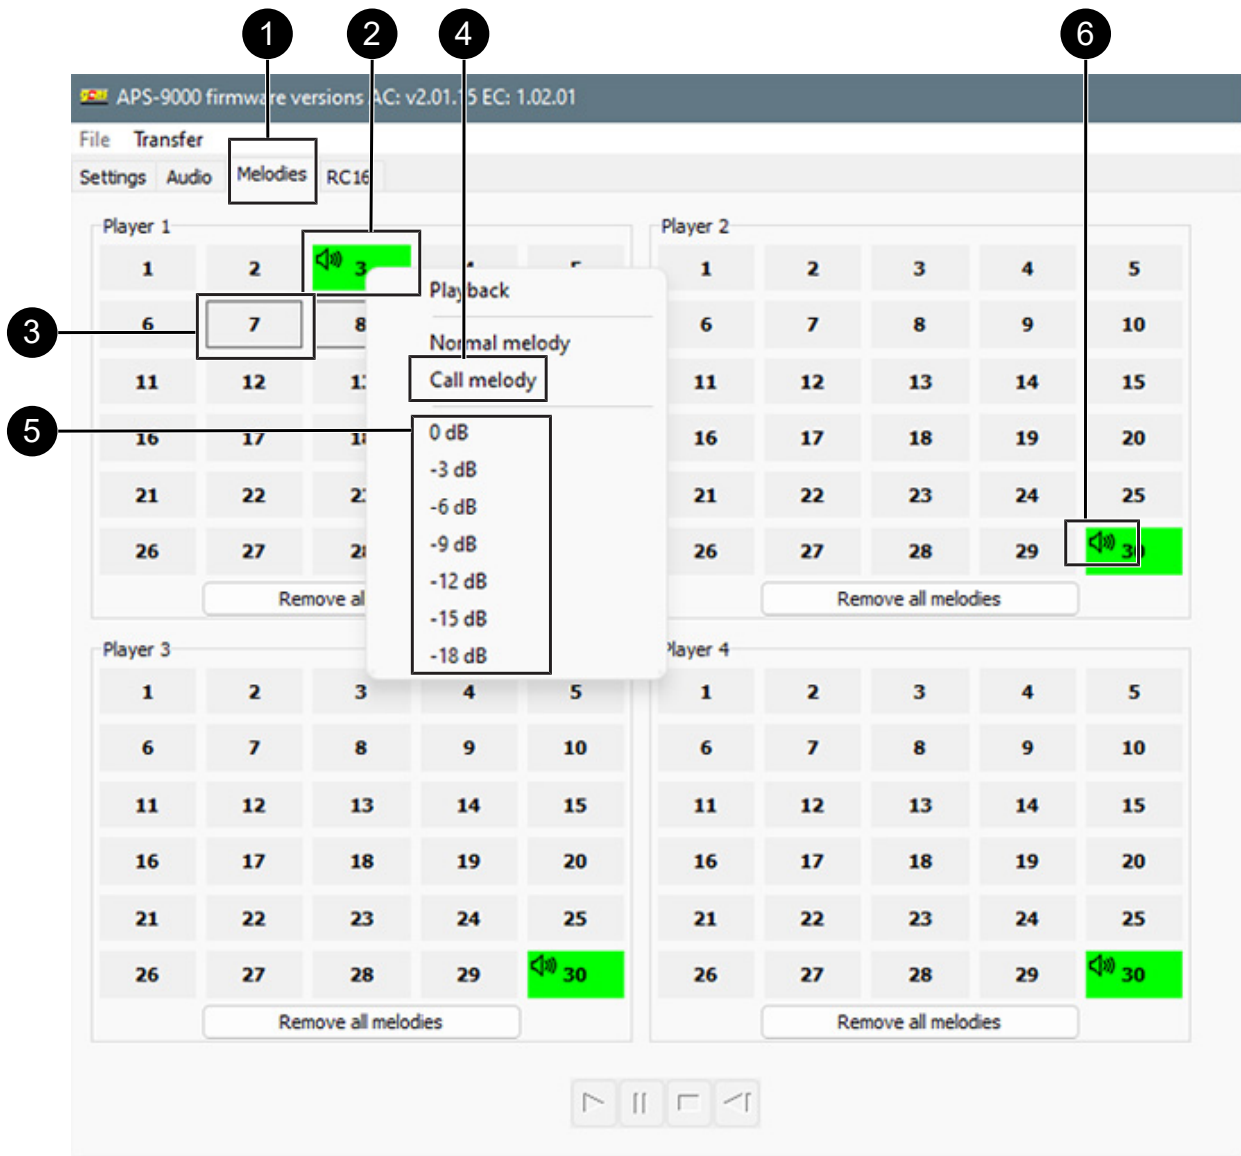 1 2 4 6
APS-9000 firmware versions AC: v2.01.15 EC: 1.02.01
File Transfer
Settings Audio Melodies RC16
Player 1
1 2 3
3 6 7 8
11 12
5 16 17
21 22
26 27
Remove al
Playback
Normal melody
Call melody
0 dB
-3 dB
-6 dB
-9 dB
-12 dB
-15 dB
-18 dB
Player 2
1 2 3 4 5
6 7 8 9 10
11 12 13 14 15
16 17 18 19 20
21 22 23 24 25
26 27 28 29 30
Remove all melodies
Player 3
1 2 3 4 5
6 7 8 9 10
11 12 13 14 15
16 17 18 19 20
21 22 23 24 25
26 27 28 29 30
Remove all melodies
Player 4
1 2 3 4 5
6 7 8 9 10
11 12 13 14 15
16 17 18 19 20
21 22 23 24 25
26 27 28 29 30
Remove all melodies